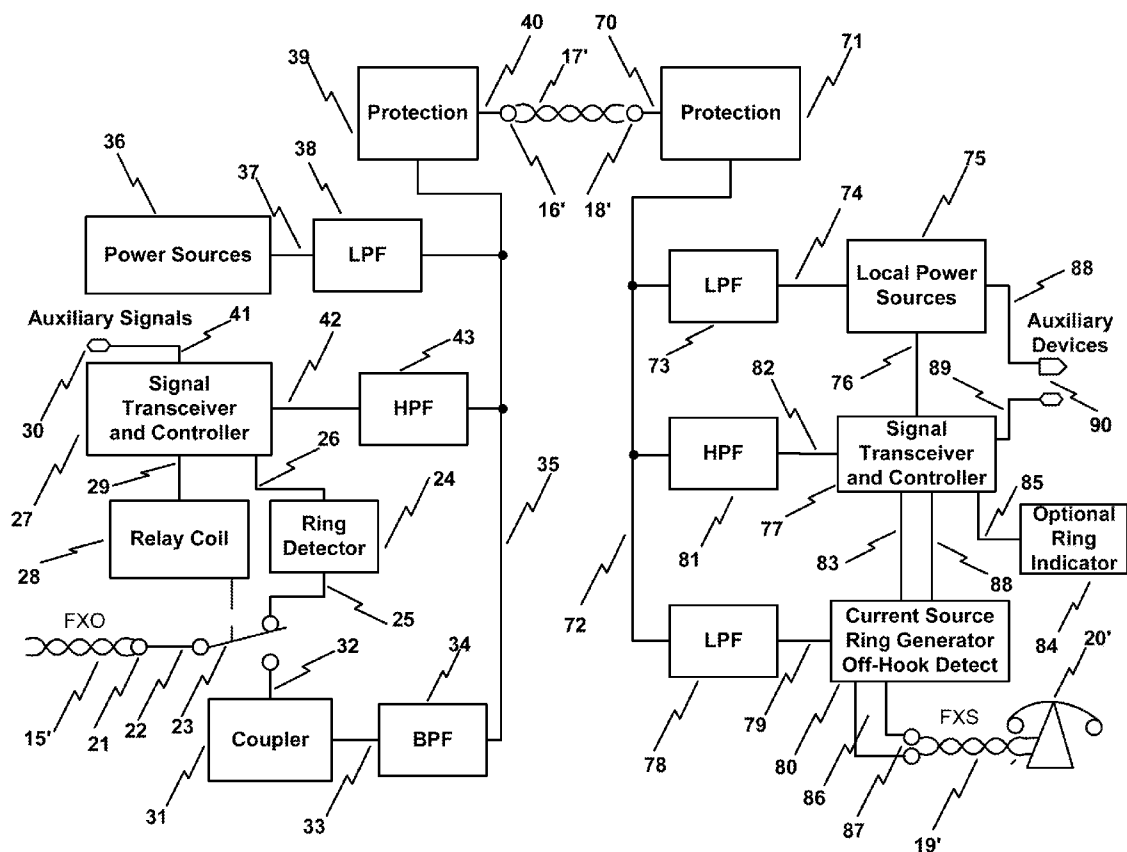 40
70
71
39
17'
Protection
Protection
36
38
37
16'
18'
75
74
Power Sources
LPF
LPF
Local Power
Sources
88
Auxiliary Signals
41
42
43
Auxiliary
Devices
73
76
89
82
30
Signal
Transceiver
and Controller
HPF
HPF
Signal
Transceiver
and Controller
90
26
27
29
24
35
77
85
81
Relay Coil
Ring
Detector
Optional
Ring
Indicator
28
83
88
25
72
FXO
32
34
LPF
Current Source
Ring Generator
Off-Hook Detect
84
20'
15'
21
22
23
Coupler
BPF
79
FXS
78
80
86
87
31
33
19'